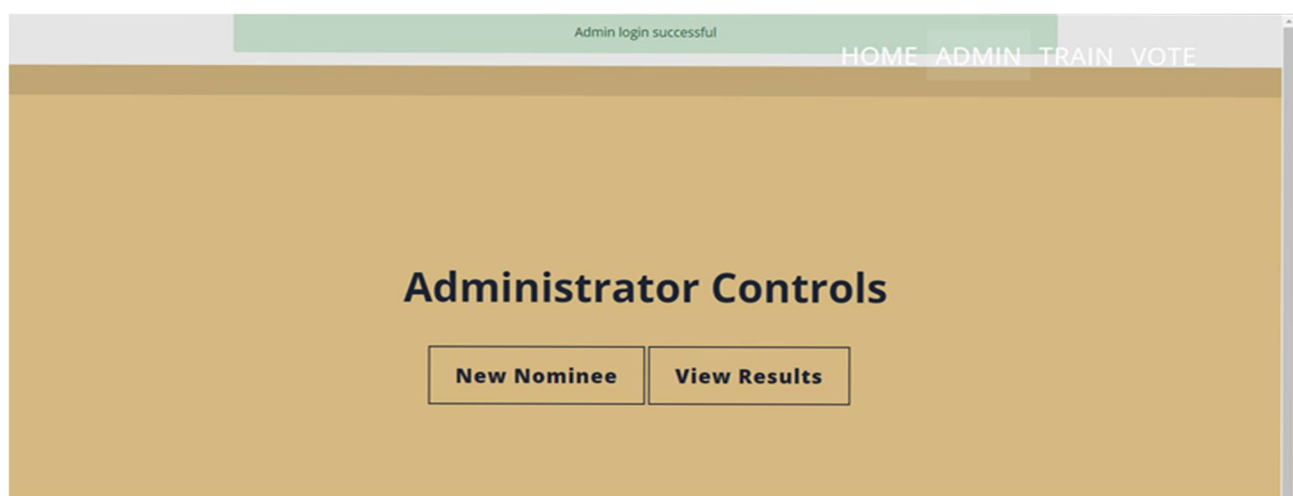 Admin login successful
HOME ADMIN TRAIN VOTE
Administrator Controls
New Nominee View Results